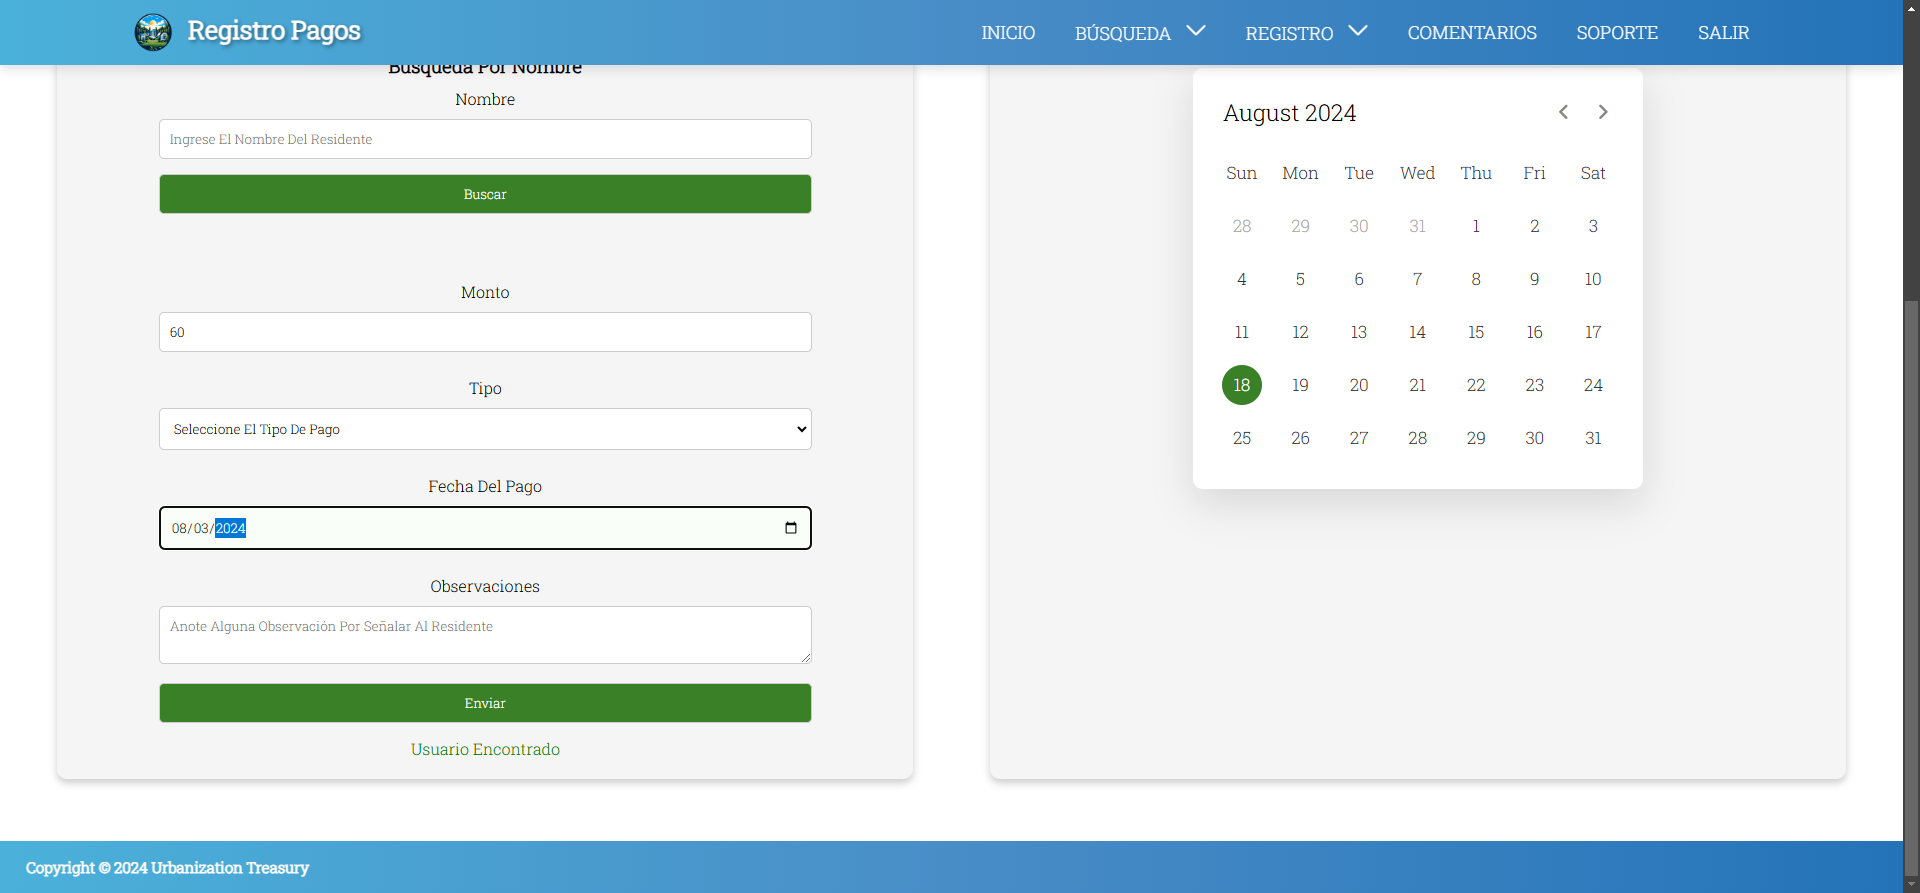 Registro Pagos
INICIO
BÚSQUEDA
REGISTRO
COMENTARIOS
SOPORTE
SALIR
Búsqueda Por Nombre
Nombre
Ingrese El Nombre Del Residente
Buscar
Monto
60
Tipo
Seleccione El Tipo De Pago
Fecha Del Pago
08/03/2024
Observaciones
Anote Alguna Observación Por Señalar Al Residente
Enviar
Usuario Encontrado
August 2024
Sun Mon Tue Wed Thu Fri Sat
28 29 30 31 1 2 3
4 5 6 7 8 9 10
11 12 13 14 15 16 17
18 19 20 21 22 23 24
25 26 27 28 29 30 31
Copyright © 2024 Urbanization Treasury